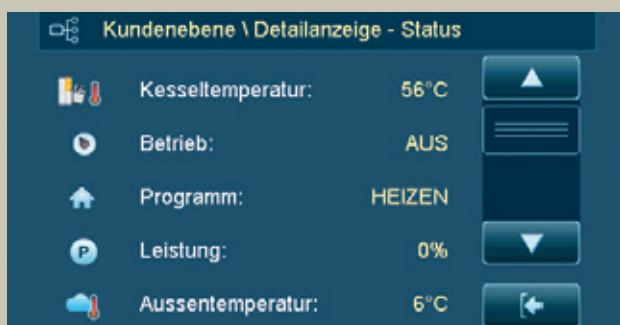 Kundenebene \ Detailanzeige - Status
Kesseltemperatur: 56°C
Betrieb: AUS
Programm: HEIZEN
P Leistung: 0%
Aussentemperatur: 6°C